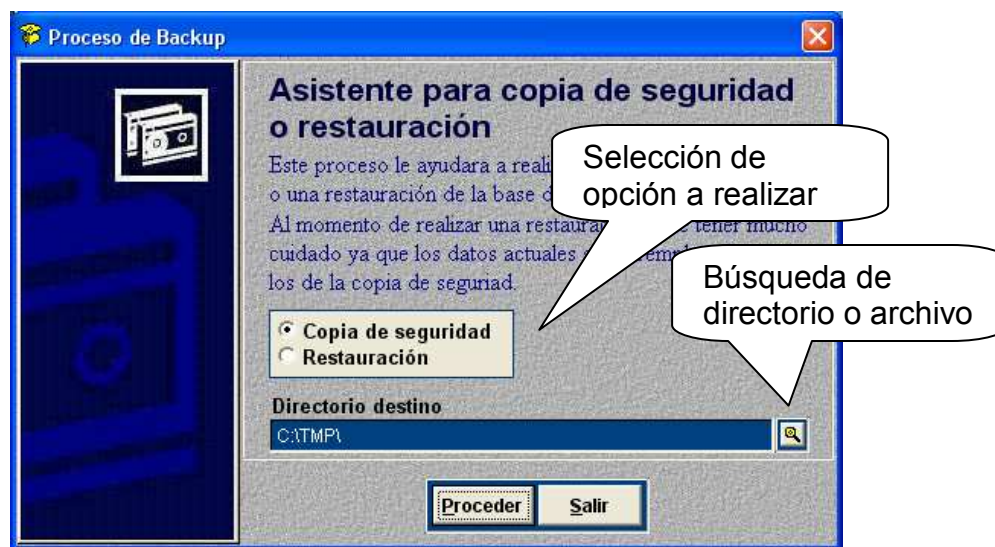 Proceso de Backup
Asistente para copia de seguridad
o restauración
Este proceso le ayudara a
o una restauración de la base
Al momento de realizar una tener mucho
cuidado ya que los datos actuales
los de la copia de seguriad.
Selección de
opción a realizar
Búsqueda de
directorio o archivo
Copia de seguridad
Restauración
Directorio destino
C:\TMP\
Proceder Salir